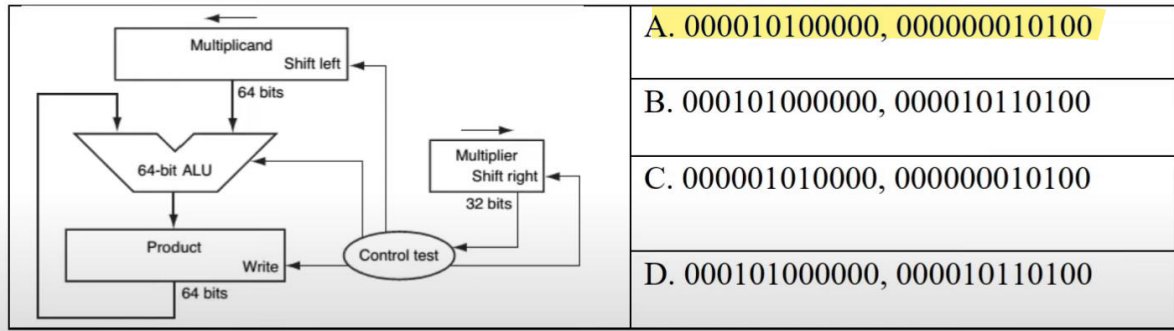 Multiplicand
Shift left
64 bits
64-bit ALU
Multiplier
Shift right
32 bits
Product
Write
Control test
64 bits
A. 000010100000, 000000010100
B. 000101000000, 000010110100
C. 000001010000, 000000010100
D. 000101000000, 000010110100